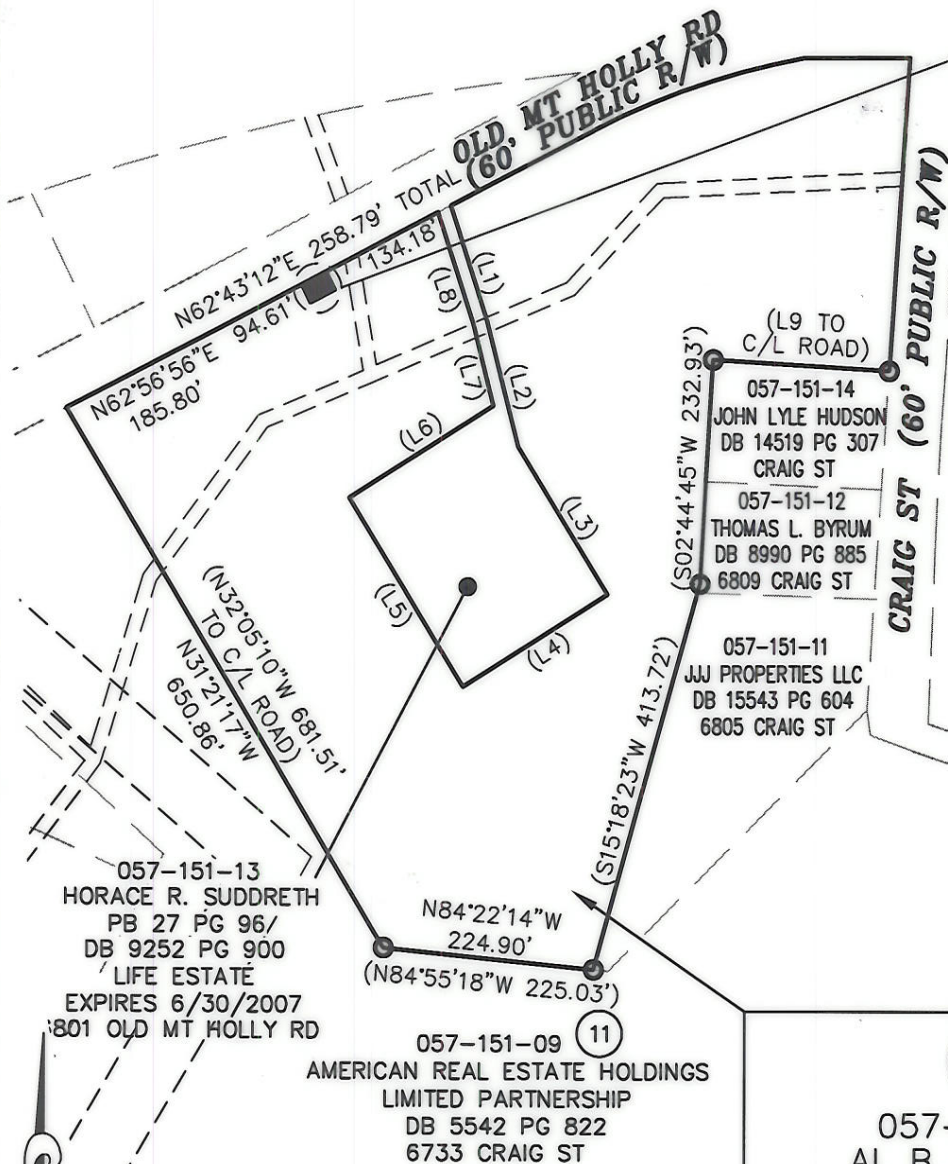 OLD, MT HOLLY RD
(60' PUBLIC R/W)
N62°43'12"E 258.79' TOTAL
94.61'
134.18'
N62°56'56"E
185.80'
(L8)
(L1)
(L7)
(L2)
(L6)
(L3)
(L5)
(L4)
(L9 TO
C/L ROAD)
CRAIG ST (60' PUBLIC R/W)
(S02°44'45"W 232.93')
057-151-14
JOHN LYLE HUDSON
DB 14519 PG 307
CRAIG ST
057-151-12
THOMAS L. BYRUM
DB 8990 PG 885
6809 CRAIG ST
057-151-11
JJJ PROPERTIES LLC
DB 15543 PG 604
6805 CRAIG ST
(S15°18'23"W 413.72')
(N32°05'10"W 681.51'
TO C/L ROAD)
N31°21'17"W
650.86'
057-151-13
HORACE R. SUDDRETH
PB 27 PG 96/
DB 9252 PG 900
LIFE ESTATE
EXPIRES 6/30/2007
801 OLD MT HOLLY RD
N84°22'14"W
224.90'
(N84°55'18"W 225.03')
11
057-151-09
AMERICAN REAL ESTATE HOLDINGS
LIMITED PARTNERSHIP
DB 5542 PG 822
6733 CRAIG ST
057-
AL B